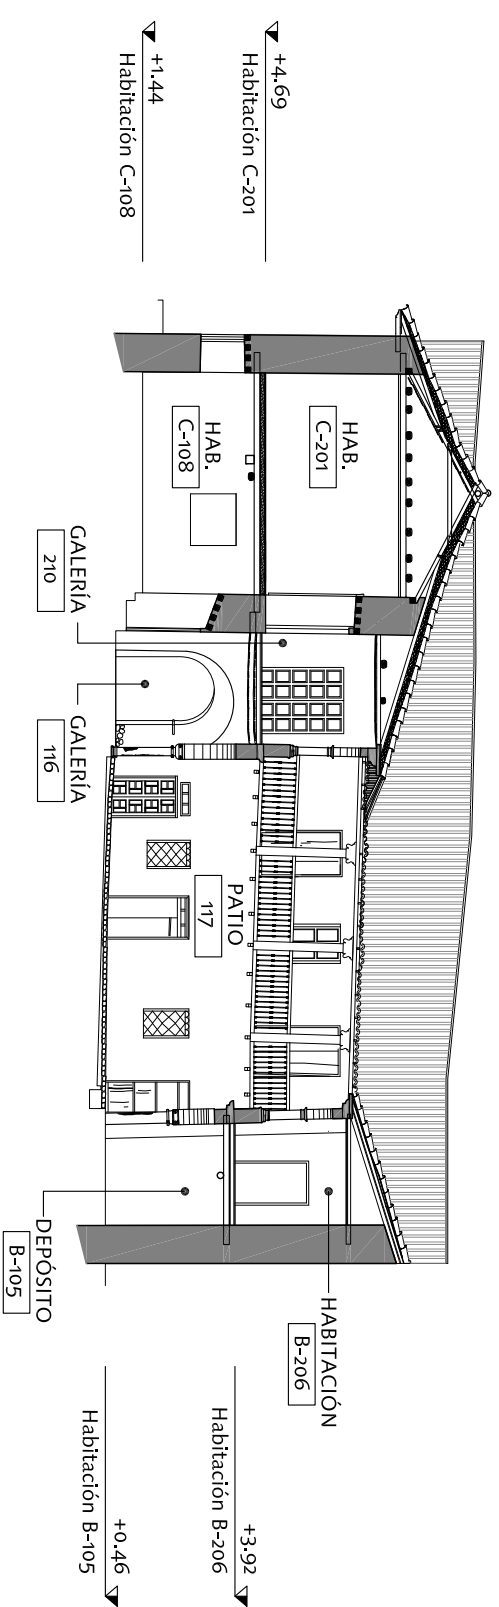 +4.69
Habitación C-201
+1.44
Habitación C-108
HAB.
C-201
HAB.
C-108
GALERÍA
210
GALERÍA
116
PATIO
117
HABITACIÓN
B-206
DEPÓSITO
B-105
+3.92
Habitación B-206
+0.46
Habitación B-105